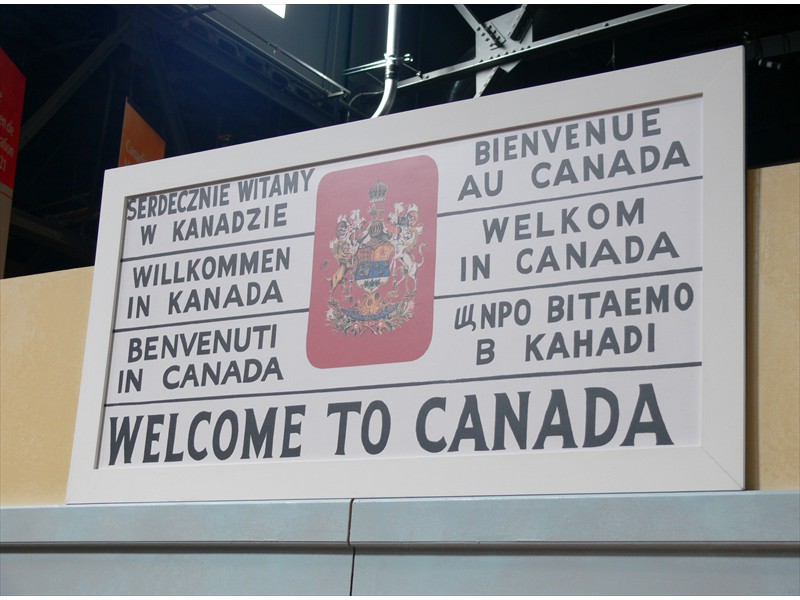 SERDECZNIE WITAMY
W KANADZIE
WILLKOMMEN
IN KANADA
BENVENUTI
IN CANADA
BIENVENUE
AU CANADA
WELKOM
IN CANADA
ЩNPO BITAEMO
В КАНАDI
WELCOME TO CANADA